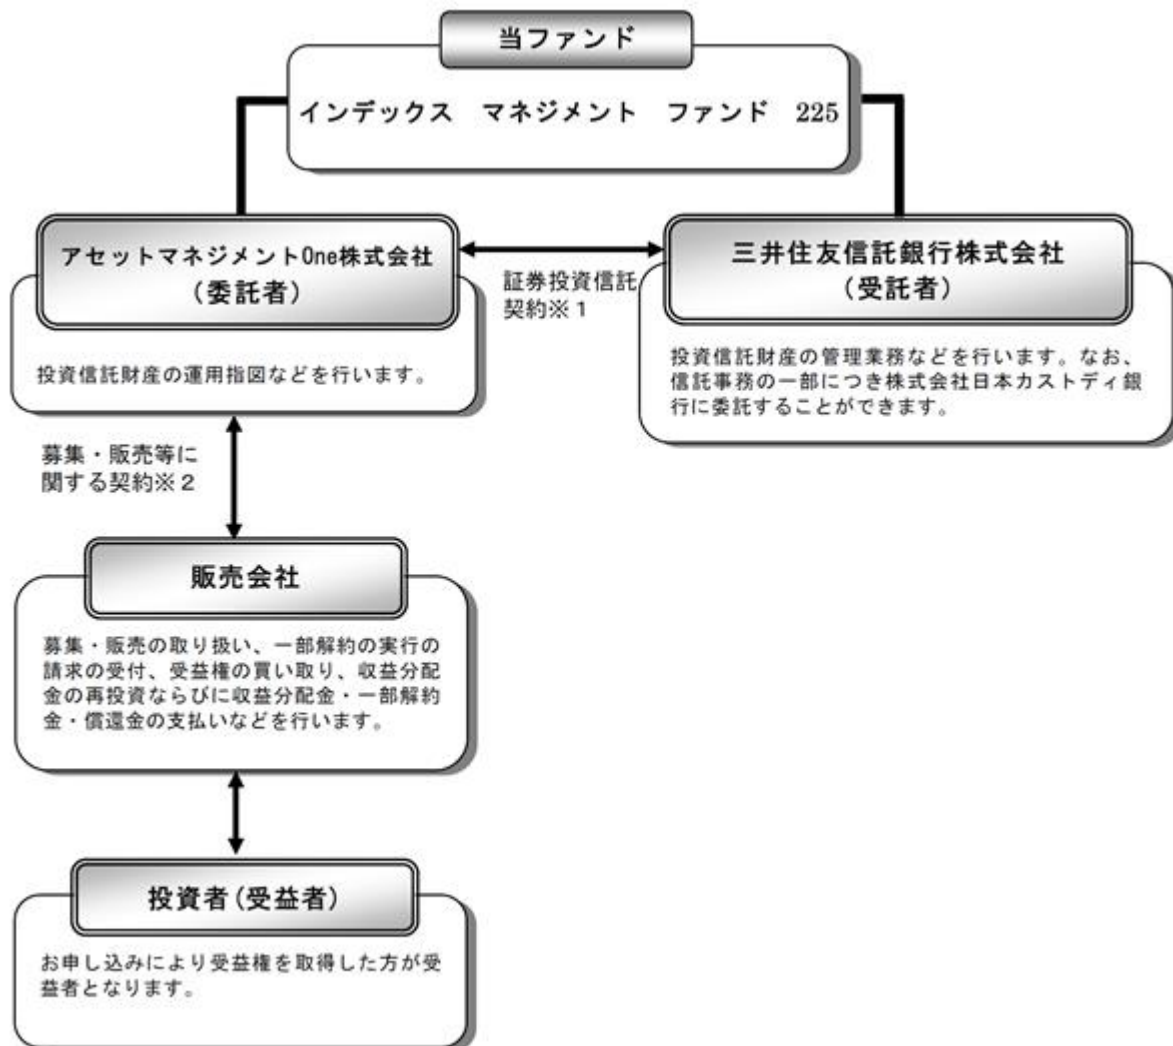 当ファンド
インデックス　マネジメント　ファンド　225
アセットマネジメントOne株式会社
（委託者）
投資信託財産の運用指図などを行います。
証券投資信託
契約※１
三井住友信託銀行株式会社
（受託者）
投資信託財産の管理業務などを行います。なお、
信託事務の一部につき株式会社日本カストディ銀
行に委託することができます。
募集・販売等に
関する契約※２
販売会社
募集・販売の取り扱い、一部解約の実行の
請求の受付、受益権の買い取り、収益分配
金の再投資ならびに収益分配金・一部解約
金・償還金の支払いなどを行います。
投資者(受益者)
お申し込みにより受益権を取得した方が受
益者となります。